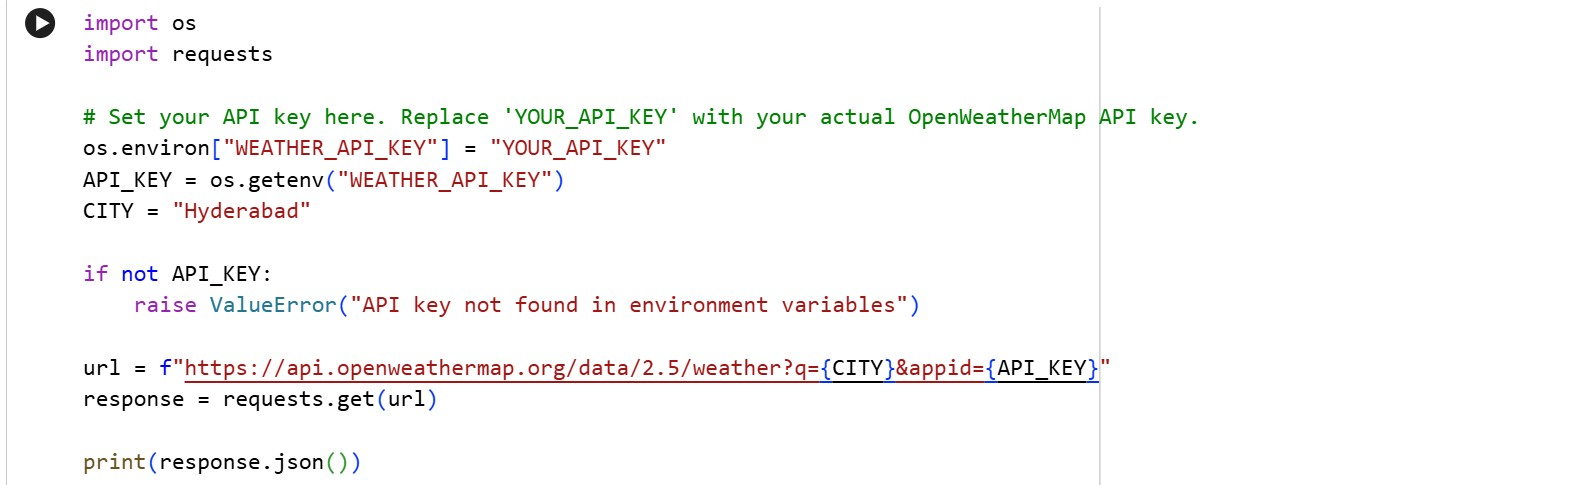 import os
import requests
# Set your API key here. Replace 'YOUR_API_KEY' with your actual OpenWeatherMap API key.
os.environ["WEATHER_API_KEY"] = "YOUR_API_KEY"
API_KEY = os.getenv("WEATHER_API_KEY")
CITY = "Hyderabad"
if not API_KEY:
    raise ValueError("API key not found in environment variables")
url = f"https://api.openweathermap.org/data/2.5/weather?q={CITY}&appid={API_KEY}"
response = requests.get(url)
print(response.json())